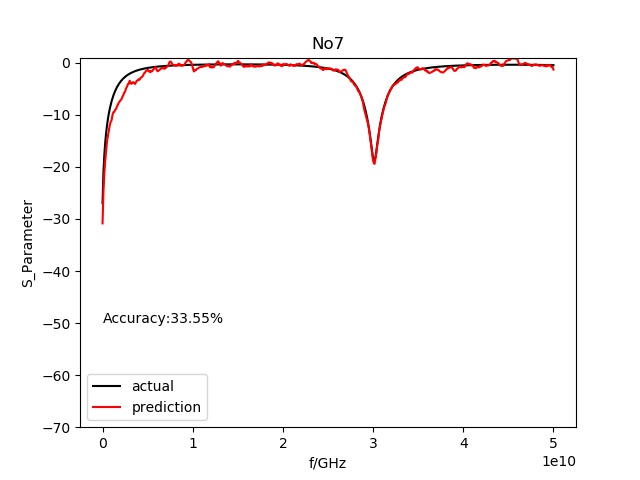 No7
0
−10
−20
−30
−40
−50
−60
−70
S_Parameter
Accuracy:33.55%
actual
prediction
0 1 2 3 4 5
1e10
f/GHz